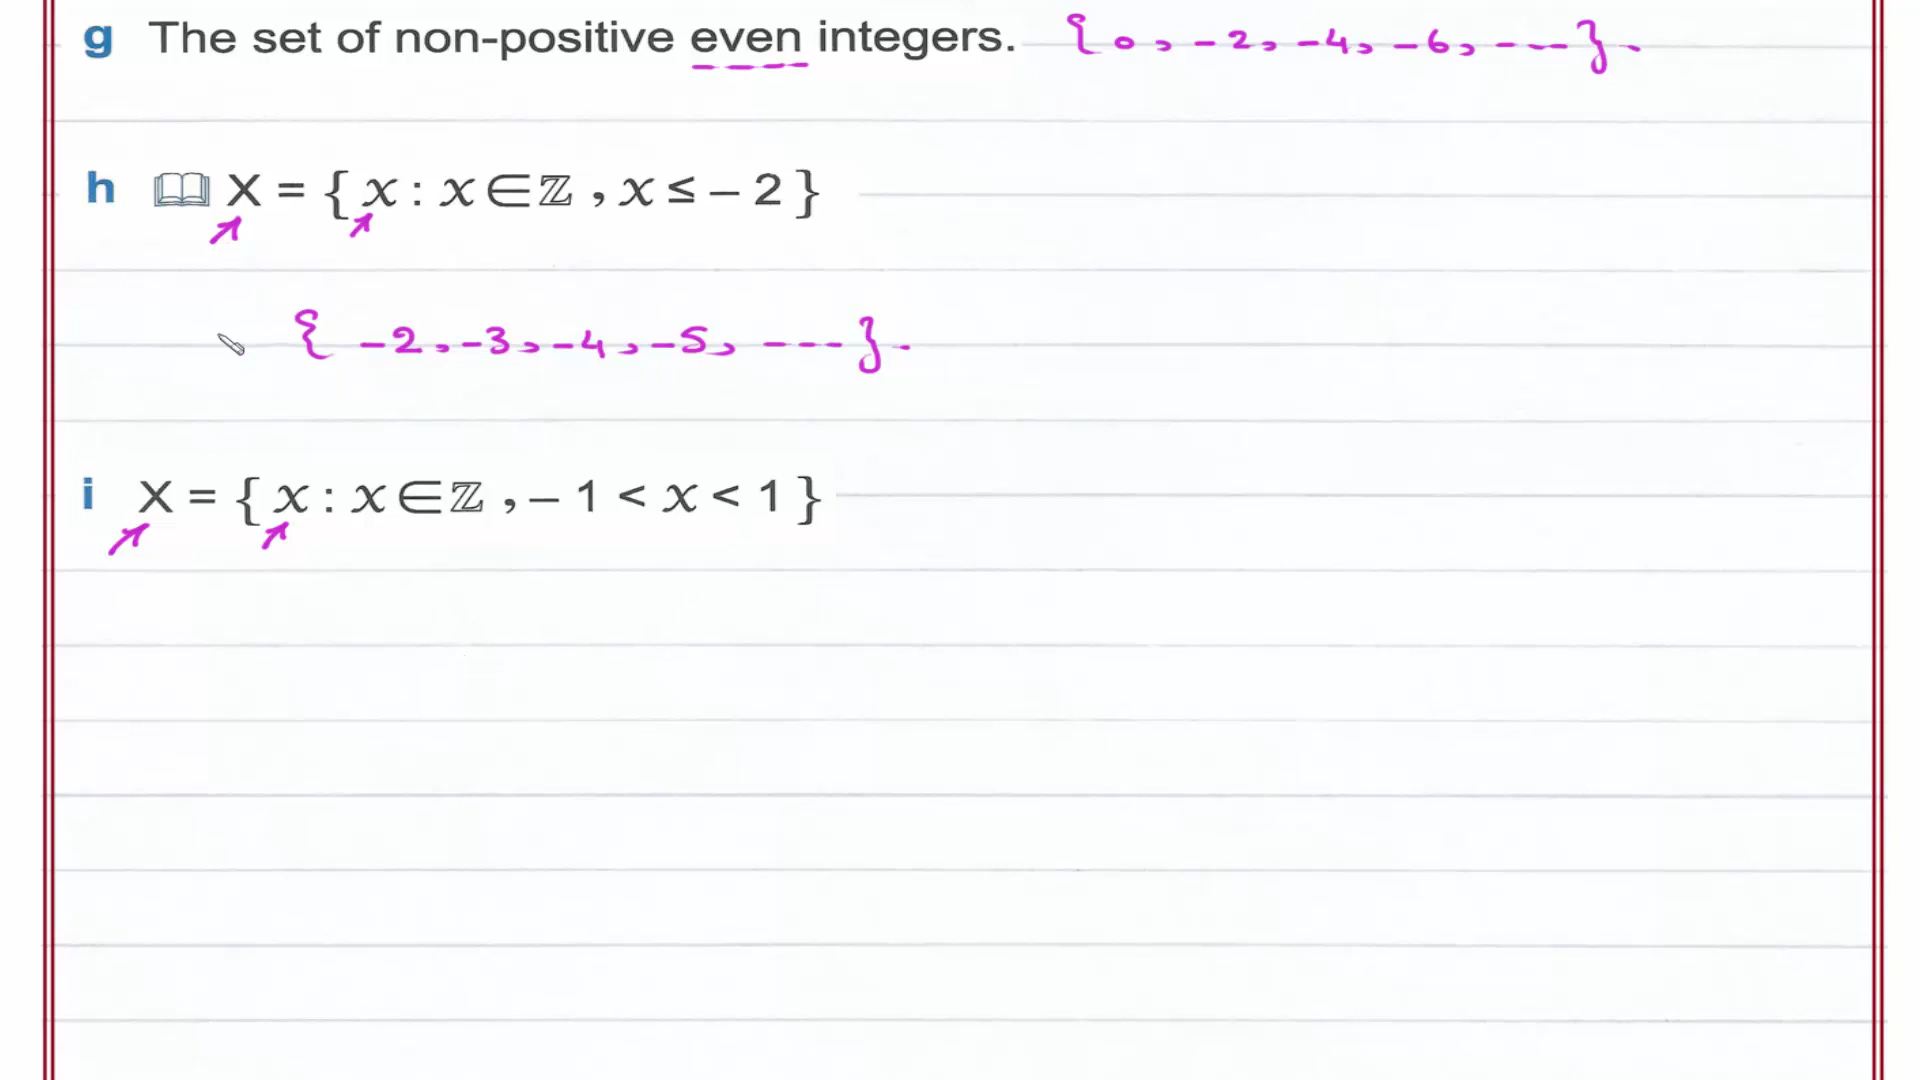 g The set of non-positive even integers. { 0, -2, -4, -6, --- }.
h X = { x : x ∈ ℤ , x ≤ – 2 }
{ -2, -3, -4, -5, --- }.
i X = { x : x ∈ ℤ , – 1 < x < 1 }